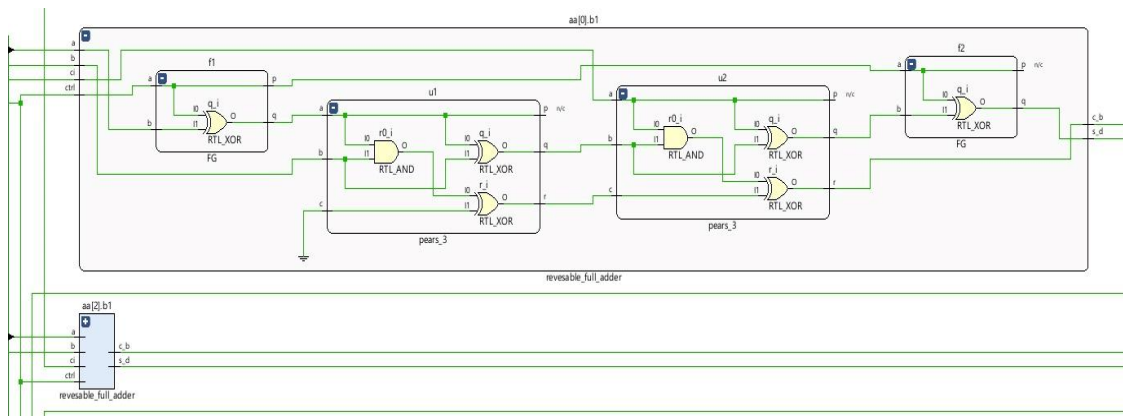 aa[0].b1
a
b
ci
ctrl
f1
a
p
q_i
I0
O
I1
RTL_XOR
b
q
FG
u1
a
p n/c
r0_i
I0
O
I1
RTL_AND
q_i
I0
O
I1
RTL_XOR
b
q
r_i
I0
O
I1
RTL_XOR
c
r
pears_3
u2
a
p n/c
r0_i
I0
O
I1
RTL_AND
q_i
I0
O
I1
RTL_XOR
b
q
r_i
I0
O
I1
RTL_XOR
c
r
pears_3
f2
a
p n/c
q_i
I0
O
I1
RTL_XOR
b
q
FG
c_b
s_d
revesable_full_adder
aa[2].b1
a
b
c_b
ci
s_d
ctrl
revesable_full_adder